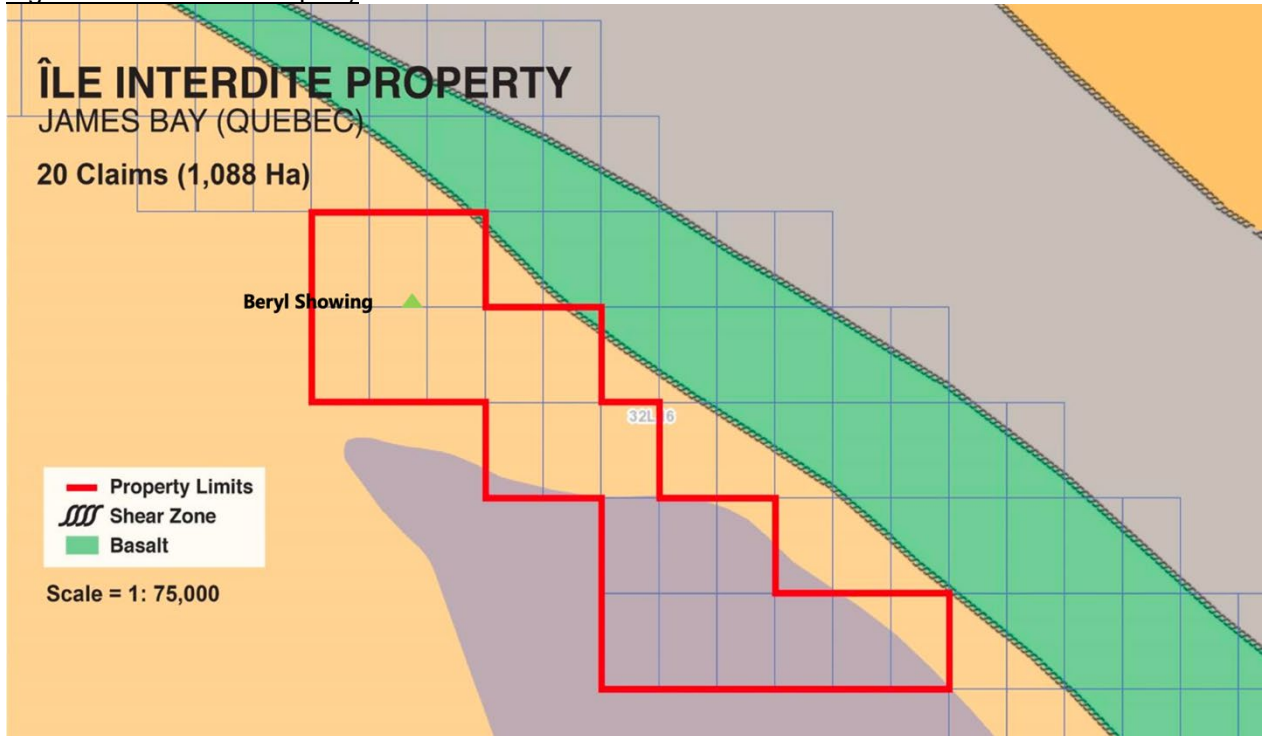 ÎLE INTERDITE PROPERTY
JAMES BAY (QUEBEC)
20 Claims (1,088 Ha)
Beryl Showing
Property Limits
Shear Zone
Basalt
Scale = 1: 75,000